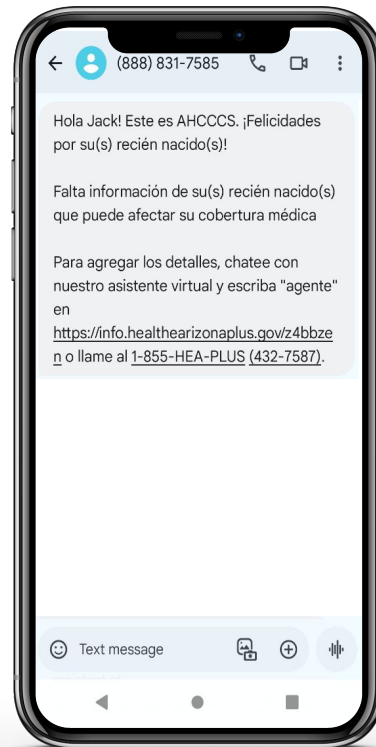 (888) 831-7585
Hola Jack! Este es AHCCCS. ¡Felicidades
por su(s) recién nacido(s)!
Falta información de su(s) recién nacido(s)
que puede afectar su cobertura médica
Para agregar los detalles, chatee con
nuestro asistente virtual y escriba "agente"
en
https://info.healthearizonaplus.gov/z4bbze
n o llame al 1-855-HEA-PLUS (432-7587).
Text message